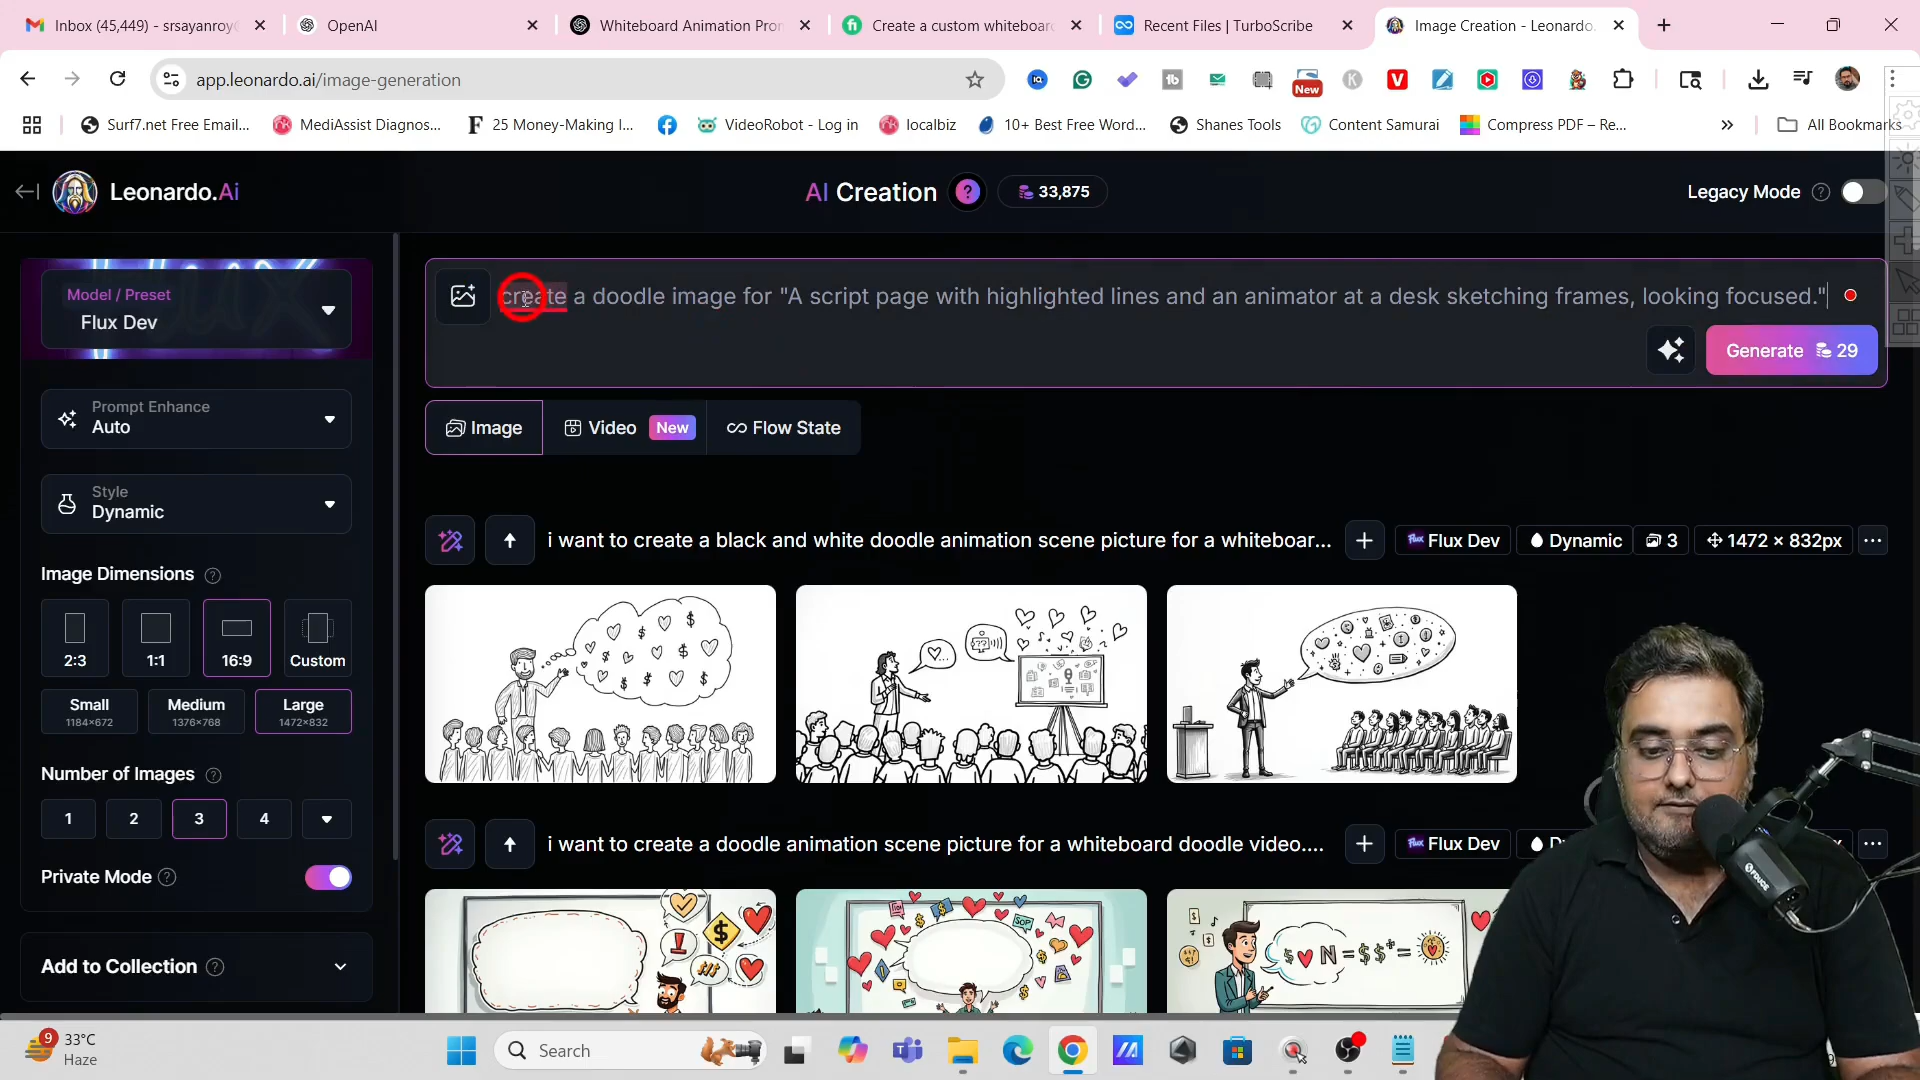 Inbox (45,449) - srsayanroy
OpenAI
Whiteboard Animation Pron
Create a custom whiteboard
Recent Files | TurboScribe
Image Creation - Leonardo.
app.leonardo.ai/image-generation
New
Surf7.net Free Email...
MediAssist Diagnos...
25 Money-Making I...
VideoRobot - Log in
localbiz
10+ Best Free Word...
Shanes Tools
Content Samurai
Compress PDF – Re...
All Bookmarks
Leonardo.Ai
AI Creation
33,875
Legacy Mode
Model / Preset
Flux Dev
create a doodle image for "A script page with highlighted lines and an animator at a desk sketching frames, looking focused."
Generate 29
Prompt Enhance
Auto
Image
Video New
Flow State
Style
Dynamic
i want to create a black and white doodle animation scene picture for a whiteboar...
Flux Dev
Dynamic
3
1472 × 832px
Image Dimensions
2:3
1:1
16:9
Custom
Small
1184×672
Medium
1376×768
Large
1472×832
Number of Images
1
2
3
4
i want to create a doodle animation scene picture for a whiteboard doodle video....
Flux Dev
Private Mode
Add to Collection
9
33°C
Haze
Search